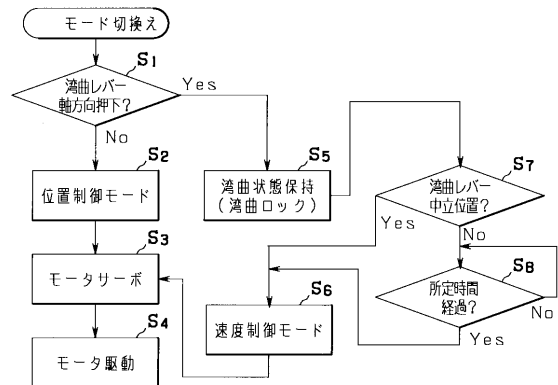 モード切換え
S1
湾曲レバー
軸方向押下?
Yes
No
S2
位置制御モード
S3
モータサーボ
S4
モータ駆動
S5
湾曲状態保持
(湾曲ロック)
S7
湾曲レバー
中立位置?
Yes
No
S8
所定時間
経過?
No
Yes
S6
速度制御モード